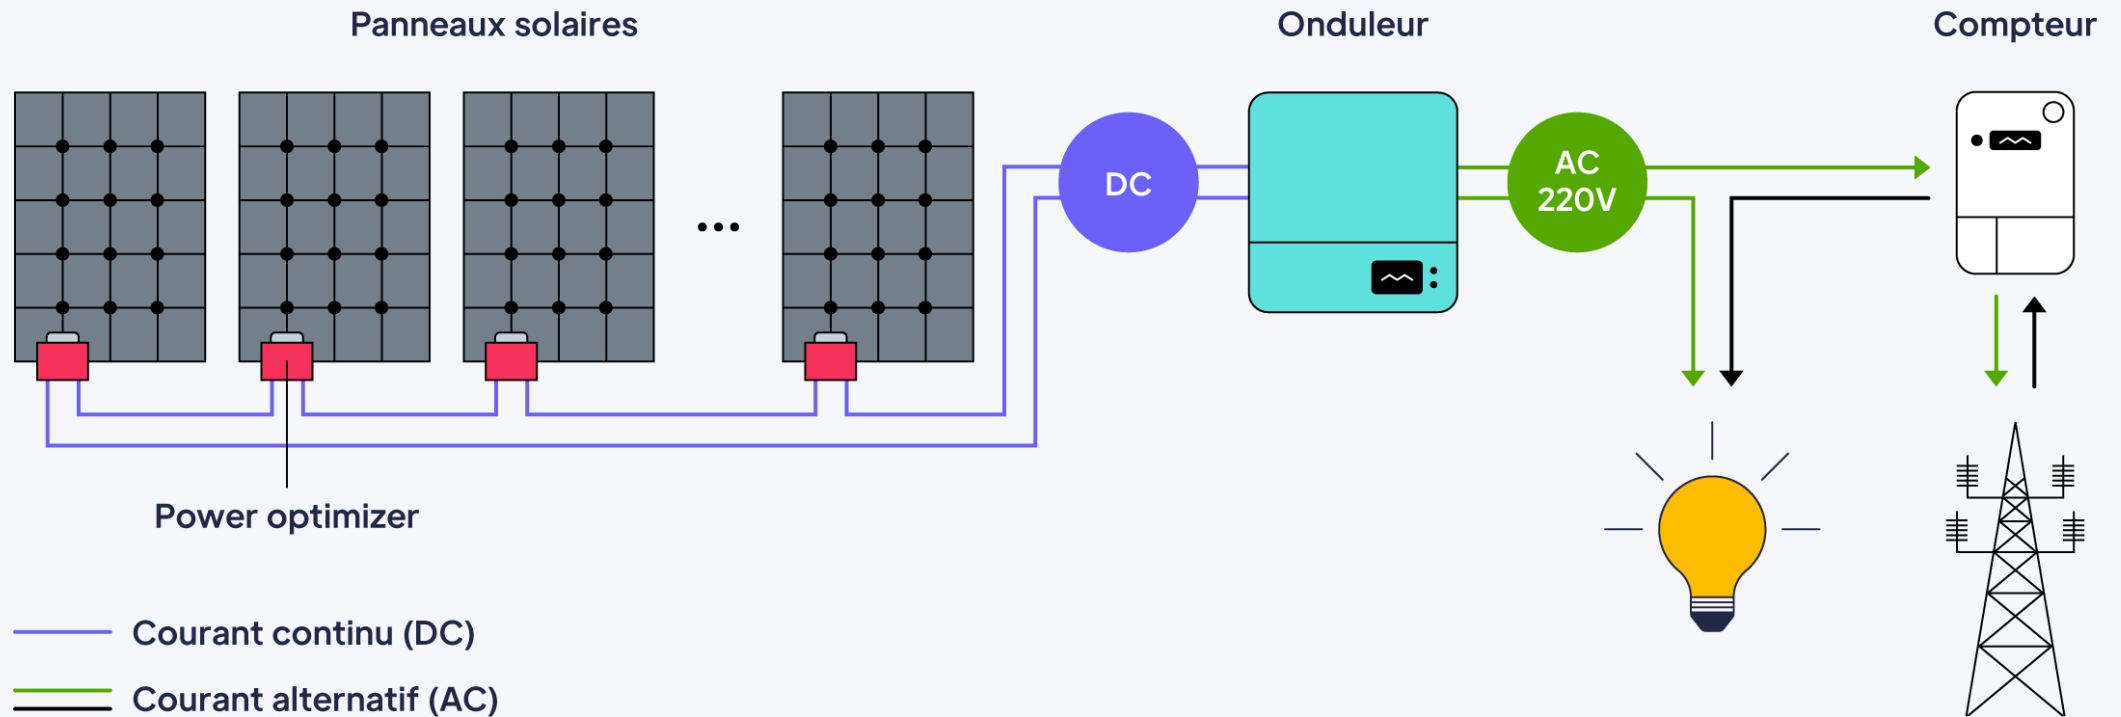 Panneaux solaires
Onduleur
Compteur
DC
AC
220V
Power optimizer
Courant continu (DC)
Courant alternatif (AC)